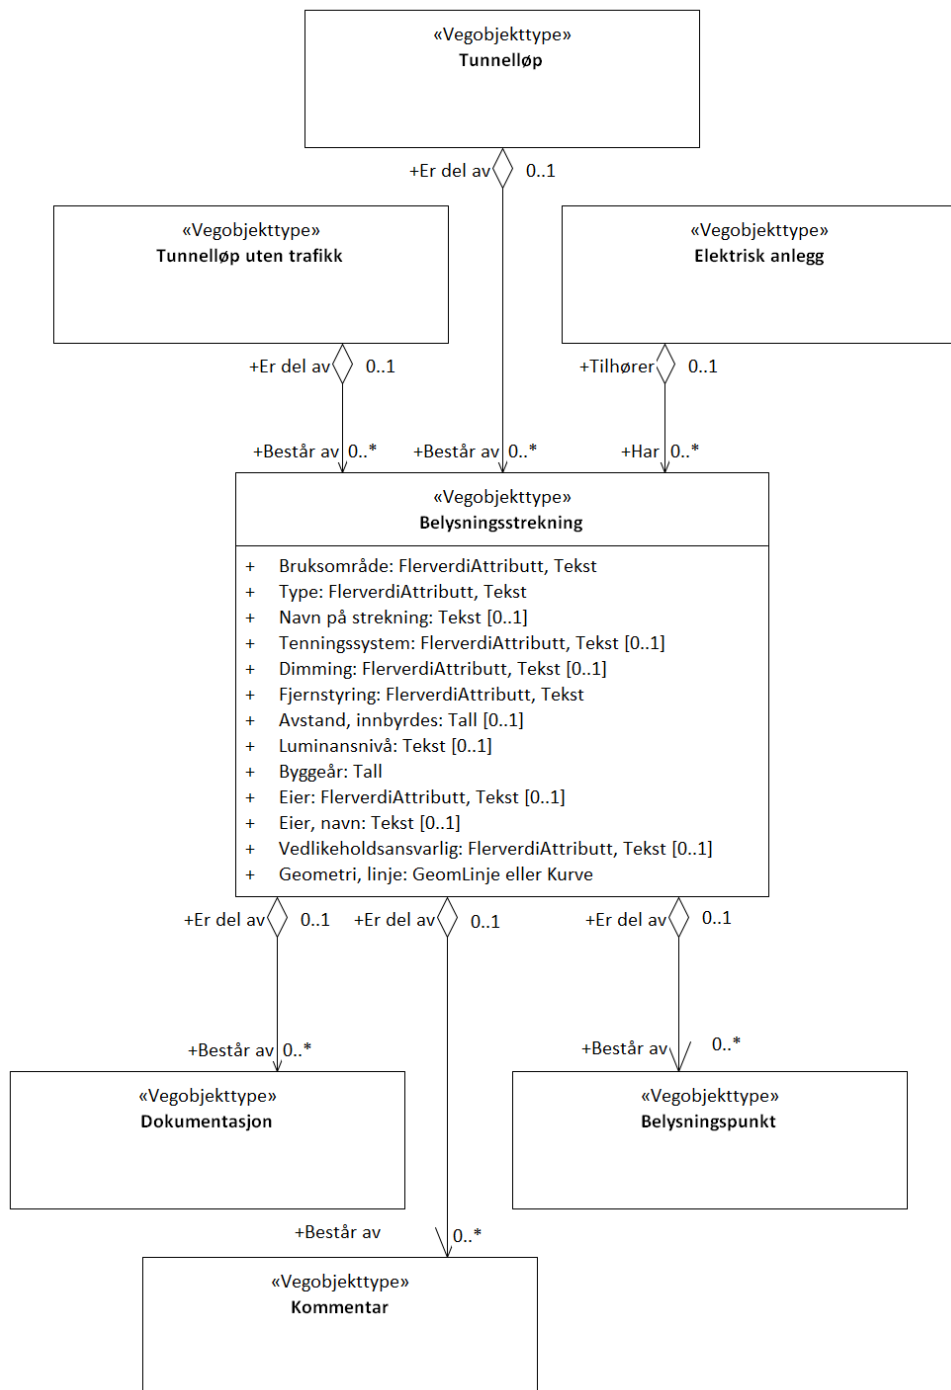 «Vegobjekttype»
Tunnelløp
+Er del av 0..1
«Vegobjekttype»
Tunnelløp uten trafikk
«Vegobjekttype»
Elektrisk anlegg
+Er del av 0..1
+Tilhører 0..1
+Består av 0..*
+Består av 0..*
+Har 0..*
«Vegobjekttype»
Belysningsstrekning
+ Bruksområde: FlerverdiAttributt, Tekst
+ Type: FlerverdiAttributt, Tekst
+ Navn på strekning: Tekst [0..1]
+ Tenningssystem: FlerverdiAttributt, Tekst [0..1]
+ Dimming: FlerverdiAttributt, Tekst [0..1]
+ Fjernstyring: FlerverdiAttributt, Tekst
+ Avstand, innbyrdes: Tall [0..1]
+ Luminansnivå: Tekst [0..1]
+ Byggeår: Tall
+ Eier: FlerverdiAttributt, Tekst [0..1]
+ Eier, navn: Tekst [0..1]
+ Vedlikeholdsansvarlig: FlerverdiAttributt, Tekst [0..1]
+ Geometri, linje: GeomLinje eller Kurve
+Er del av 0..1
+Er del av 0..1
+Er del av 0..1
+Består av 0..*
+Består av 0..*
«Vegobjekttype»
Dokumentasjon
«Vegobjekttype»
Belysningspunkt
+Består av 0..*
«Vegobjekttype»
Kommentar